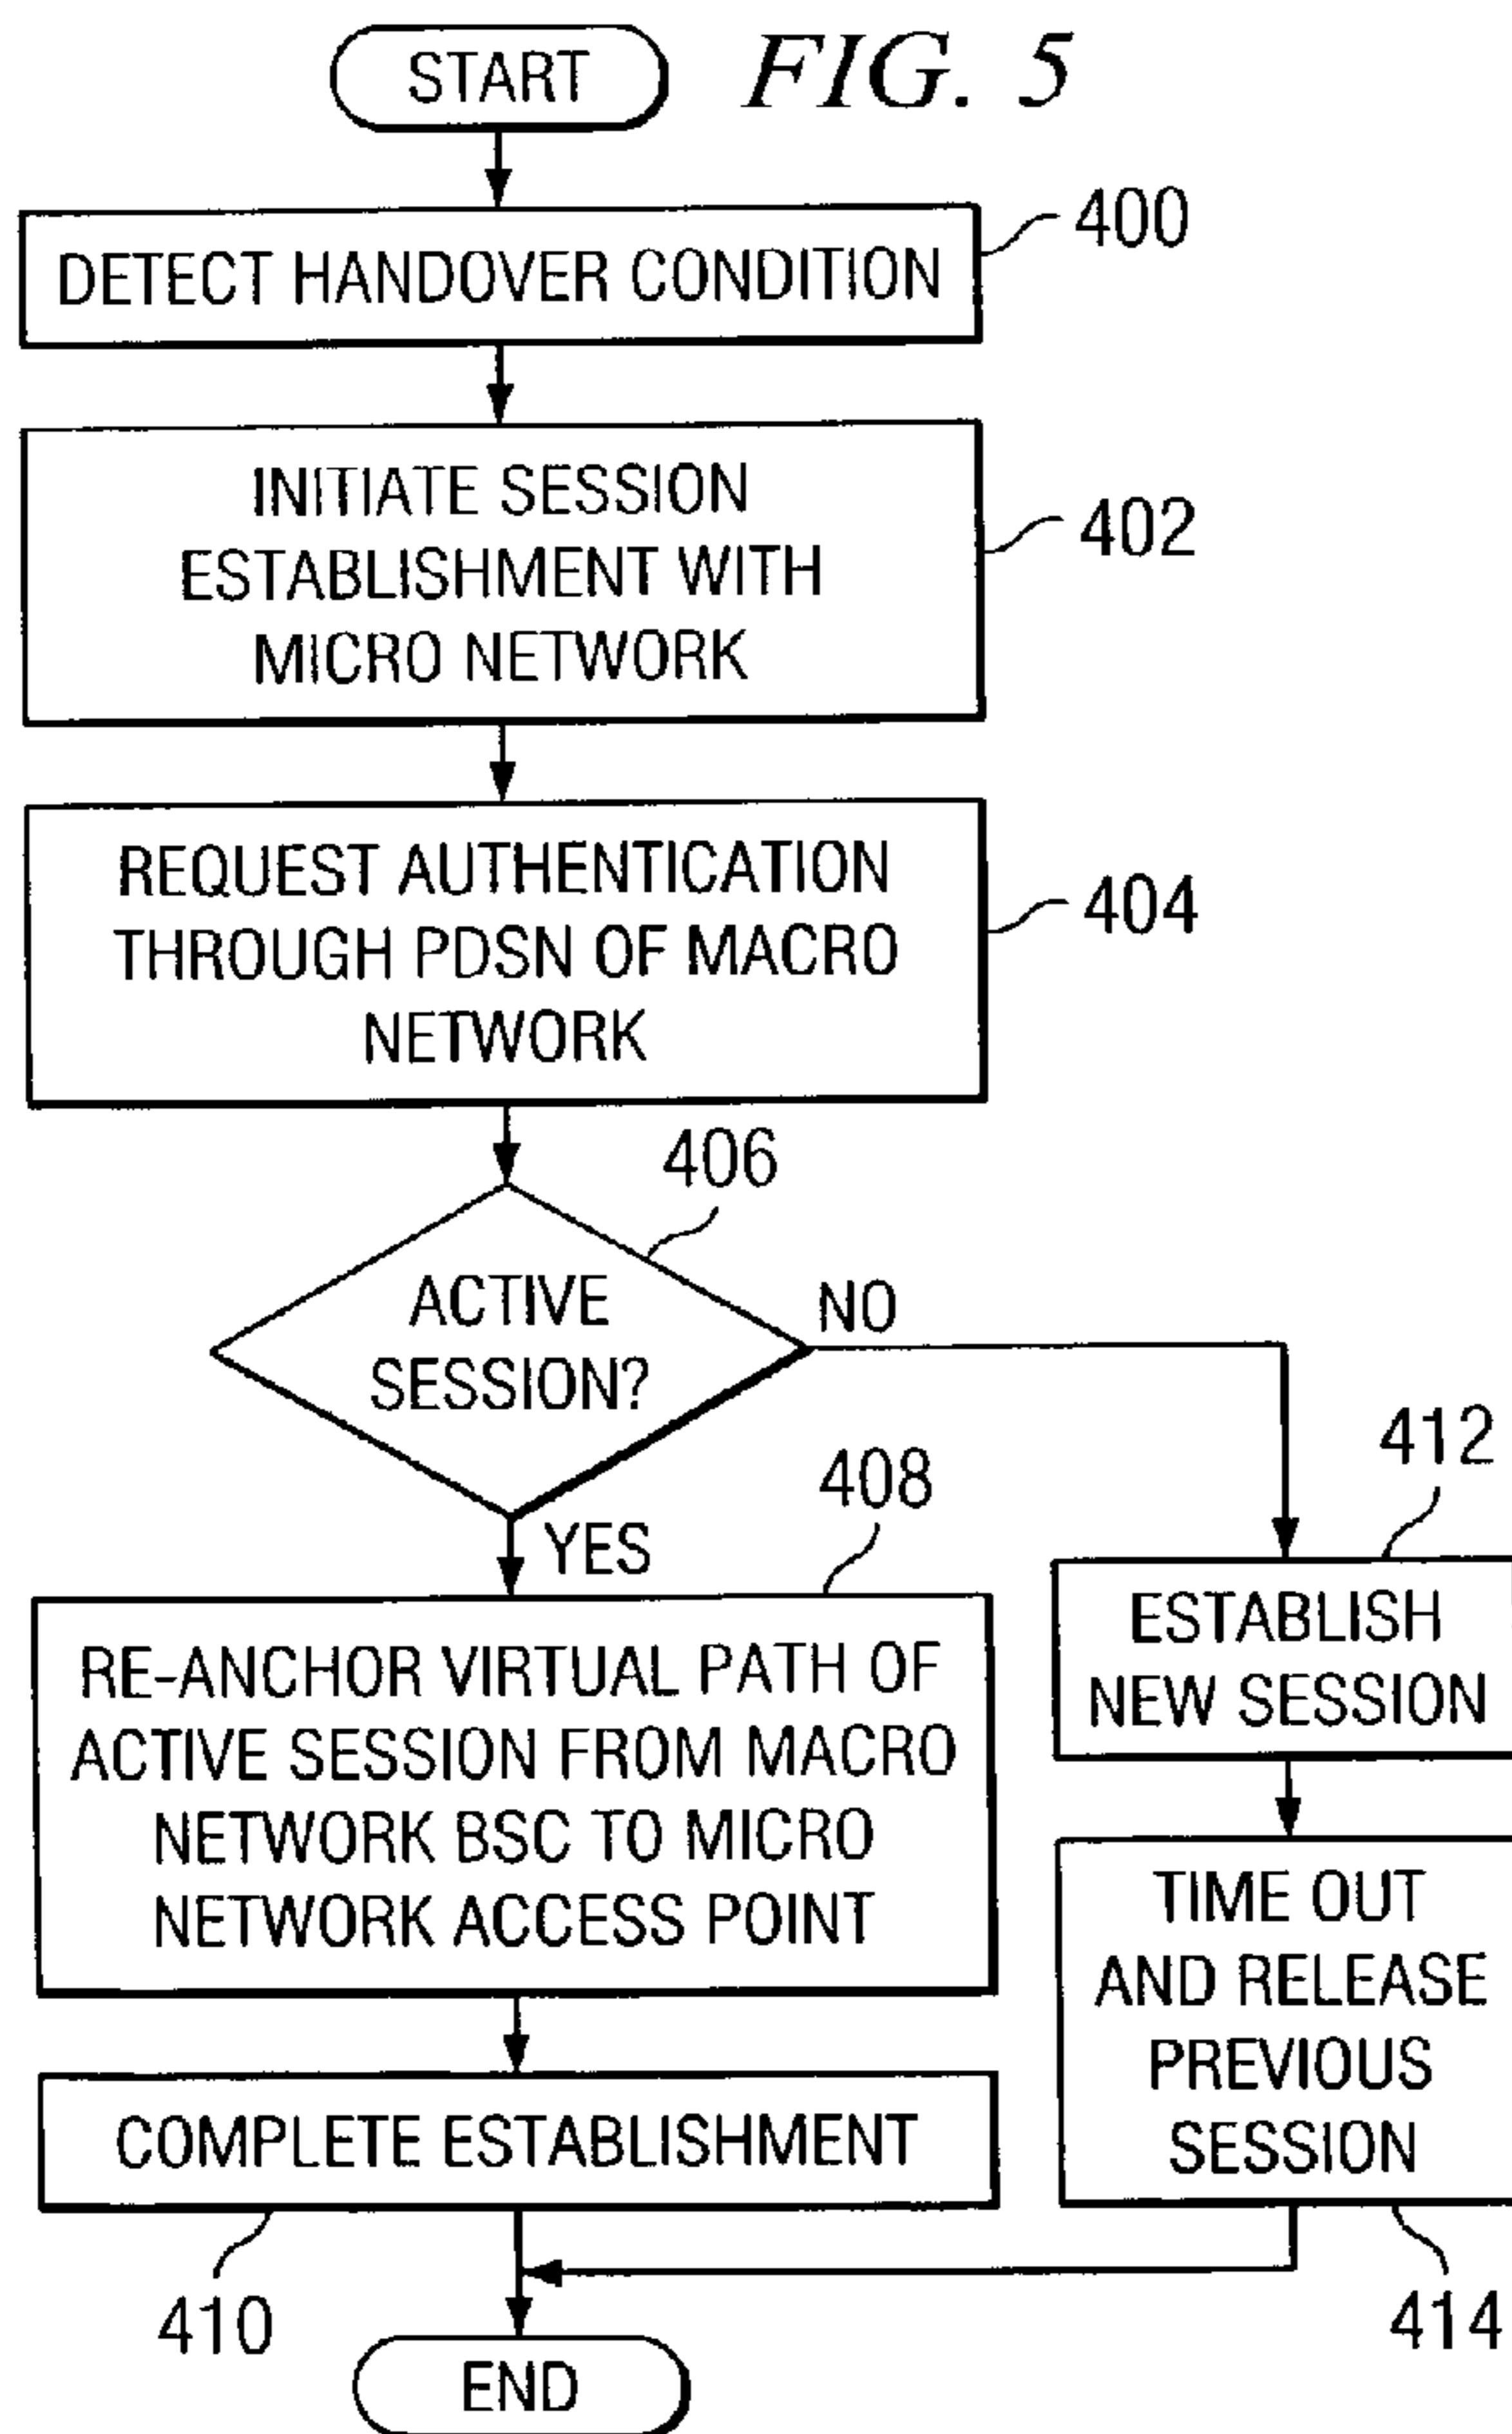 START
FIG. 5
400
DETECT HANDOVER CONDITION
INITIATE SESSION
ESTABLISHMENT WITH
MICRO NETWORK
402
REQUEST AUTHENTICATION
THROUGH PDSN OF MACRO
NETWORK
404
406
ACTIVE
SESSION?
NO
YES
408
412
RE-ANCHOR VIRTUAL PATH OF
ACTIVE SESSION FROM MACRO
NETWORK BSC TO MICRO
NETWORK ACCESS POINT
ESTABLISH
NEW SESSION
TIME OUT
AND RELEASE
PREVIOUS
SESSION
COMPLETE ESTABLISHMENT
410
414
END